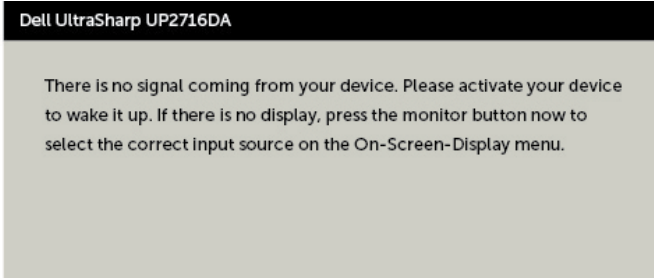 Dell UltraSharp UP2716DA
There is no signal coming from your device. Please activate your device
to wake it up. If there is no display, press the monitor button now to
select the correct input source on the On-Screen-Display menu.